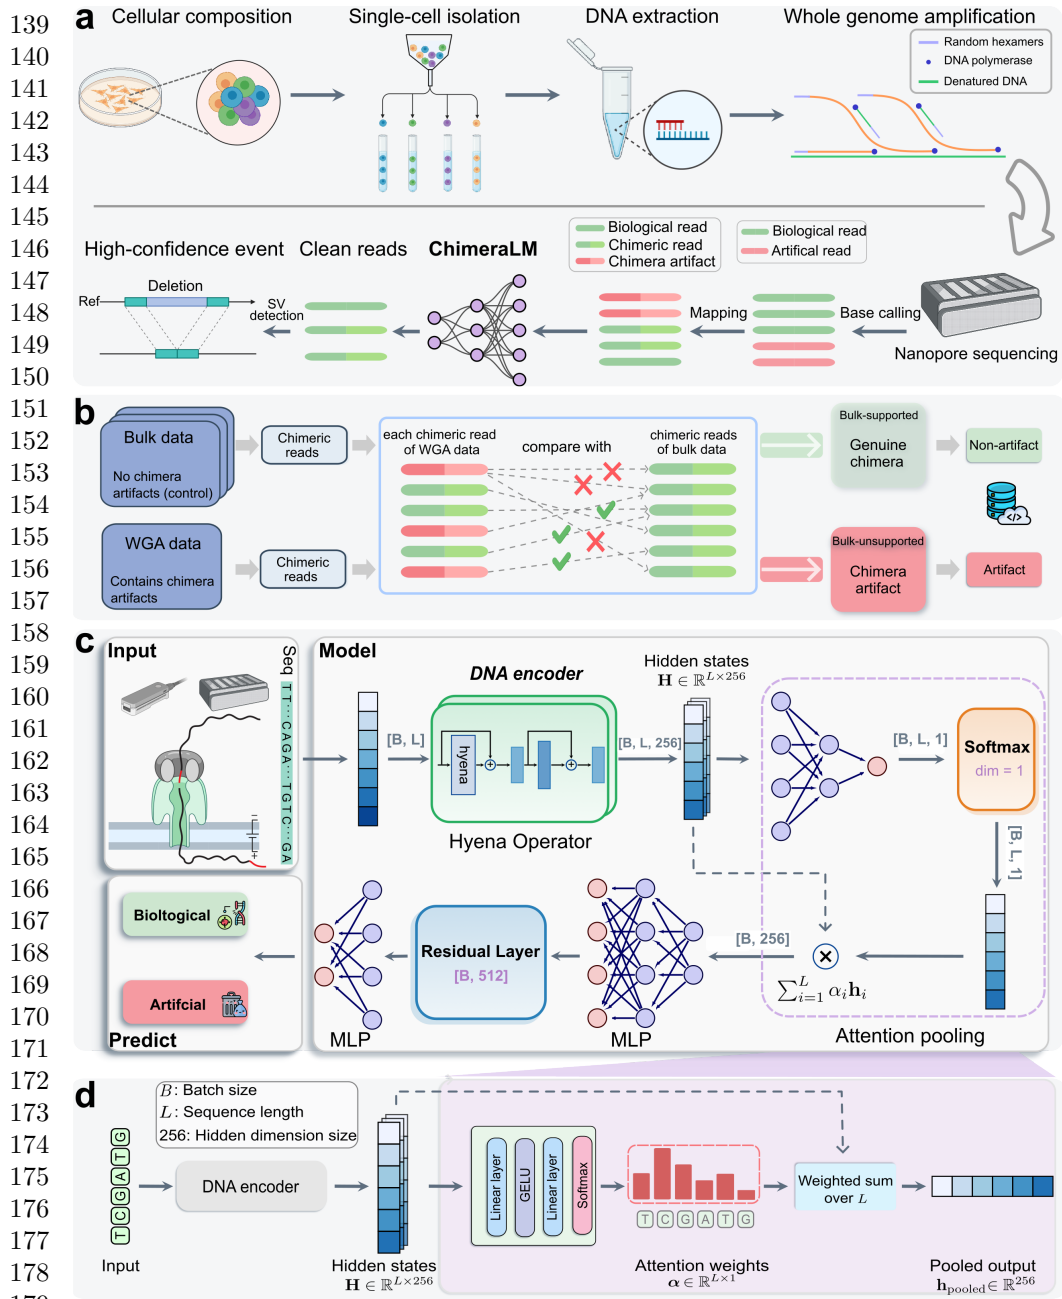 139
140
141
142
143
144
145
146
147
148
149
150
151
152
153
154
155
156
157
158
159
160
161
162
163
164
165
166
167
168
169
170
171
172
173
174
175
176
177
178
a
Cellular composition
Single-cell isolation
DNA extraction
Whole genome amplification
Random hexamers
DNA polymerase
Denatured DNA
High-confidence event
Clean reads
ChimeraLM
Biological read
Chimeric read
Chimera artifact
Biological read
Artifical read
Deletion
Ref
SV
detection
Mapping
Base calling
Nanopore sequencing
b
Bulk data
No chimera
artifacts (control)
Chimeric
reads
WGA data
Contains chimera
artifacts
Chimeric
reads
each chimeric read
of WGA data
compare with
chimeric reads
of bulk data
Bulk-supported
Genuine
chimera
Non-artifact
Bulk-unsupported
Chimera
artifact
Artifact
c
Input
Seq
TT···CAGA···TGTC···GA
Model
DNA encoder
[B, L]
hyena
Hyena Operator
[B, L, 256]
Hidden states
H ∈ ℝ^{L×256}
[B, L, 1]
Softmax
dim = 1
[B, L, 1]
∑_{i=1}^{L} α_i h_i
Attention pooling
[B, 256]
MLP
Residual Layer
[B, 512]
MLP
Bioltogical
Artifcial
Predict
d
B: Batch size
L: Sequence length
256: Hidden dimension size
TCGATG
Input
DNA encoder
Hidden states
H ∈ ℝ^{L×256}
Linear layer
GELU
Linear layer
Softmax
T C G A T G
Attention weights
α ∈ ℝ^{L×1}
Weighted sum
over L
Pooled output
h_{pooled} ∈ ℝ^{256}